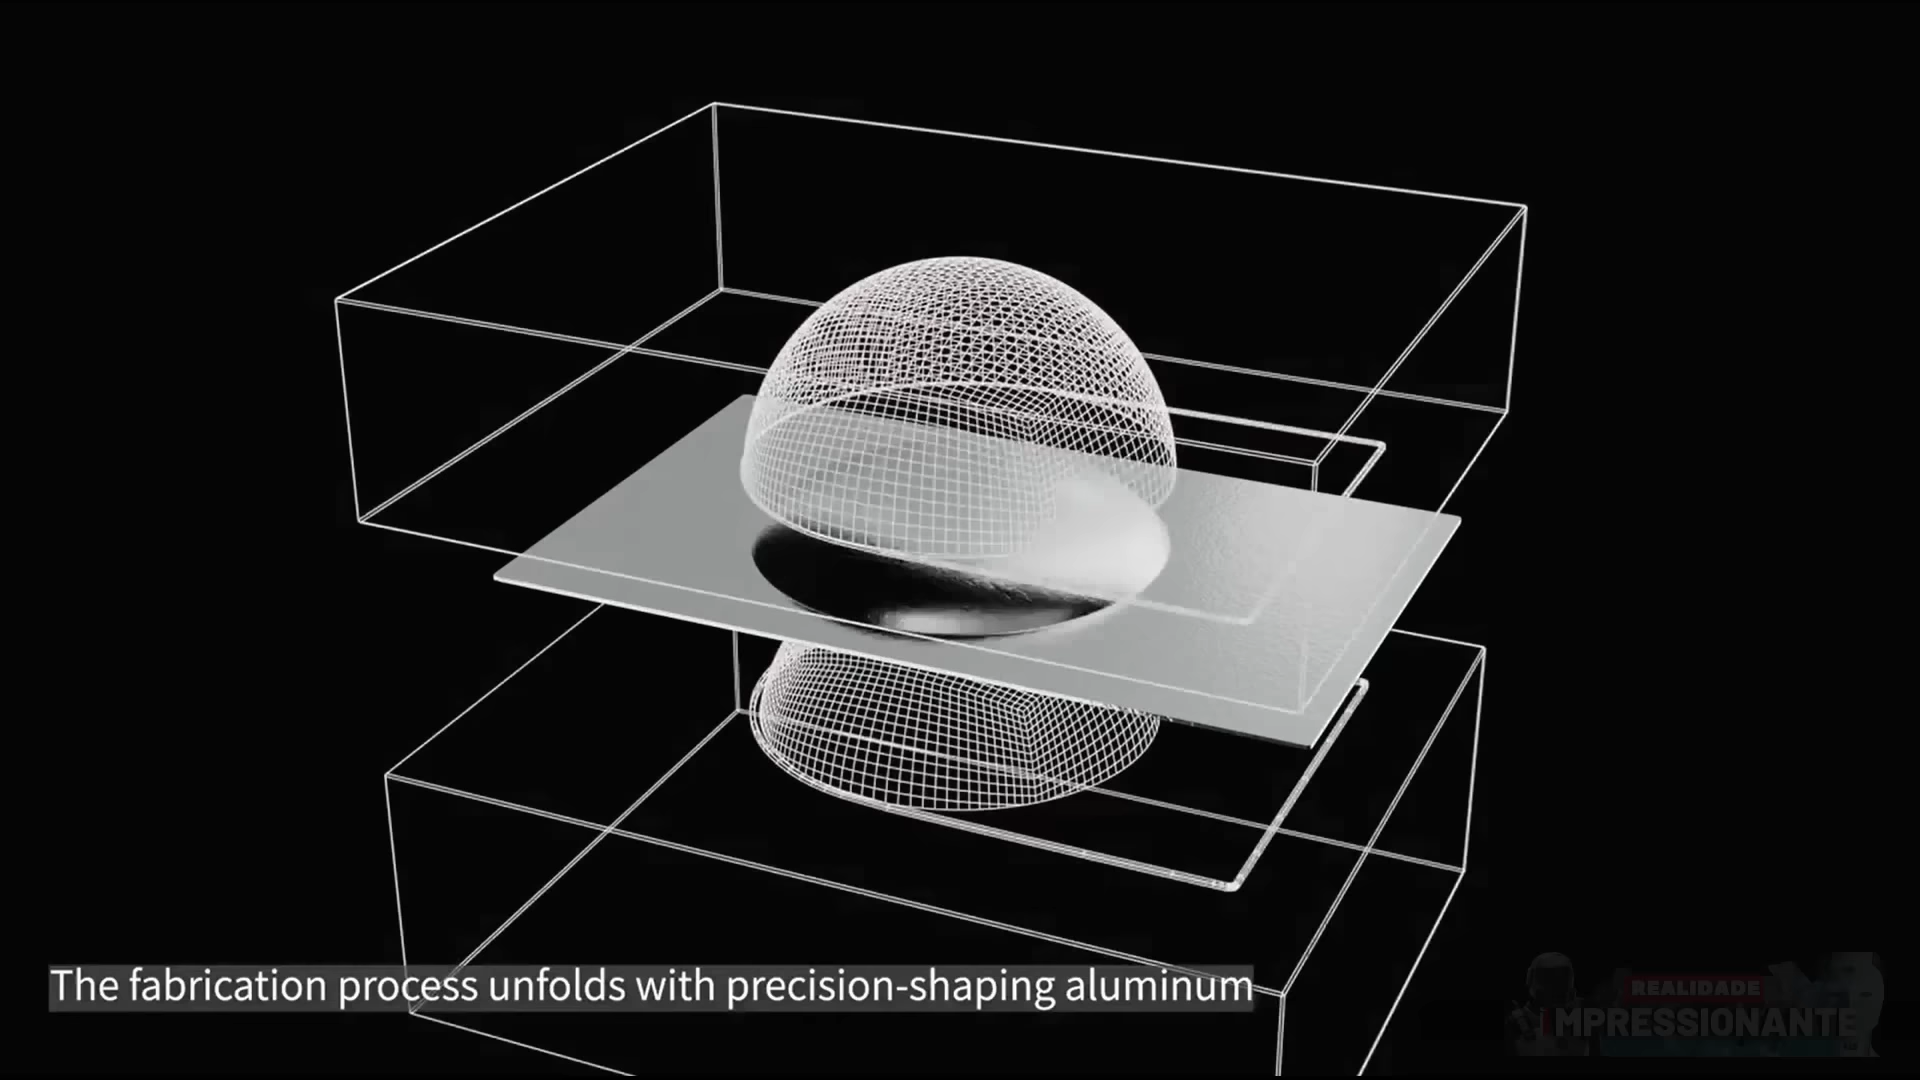 The fabrication process unfolds with precision-shaping aluminum
REALIDADE
IMPRESSIONANTE